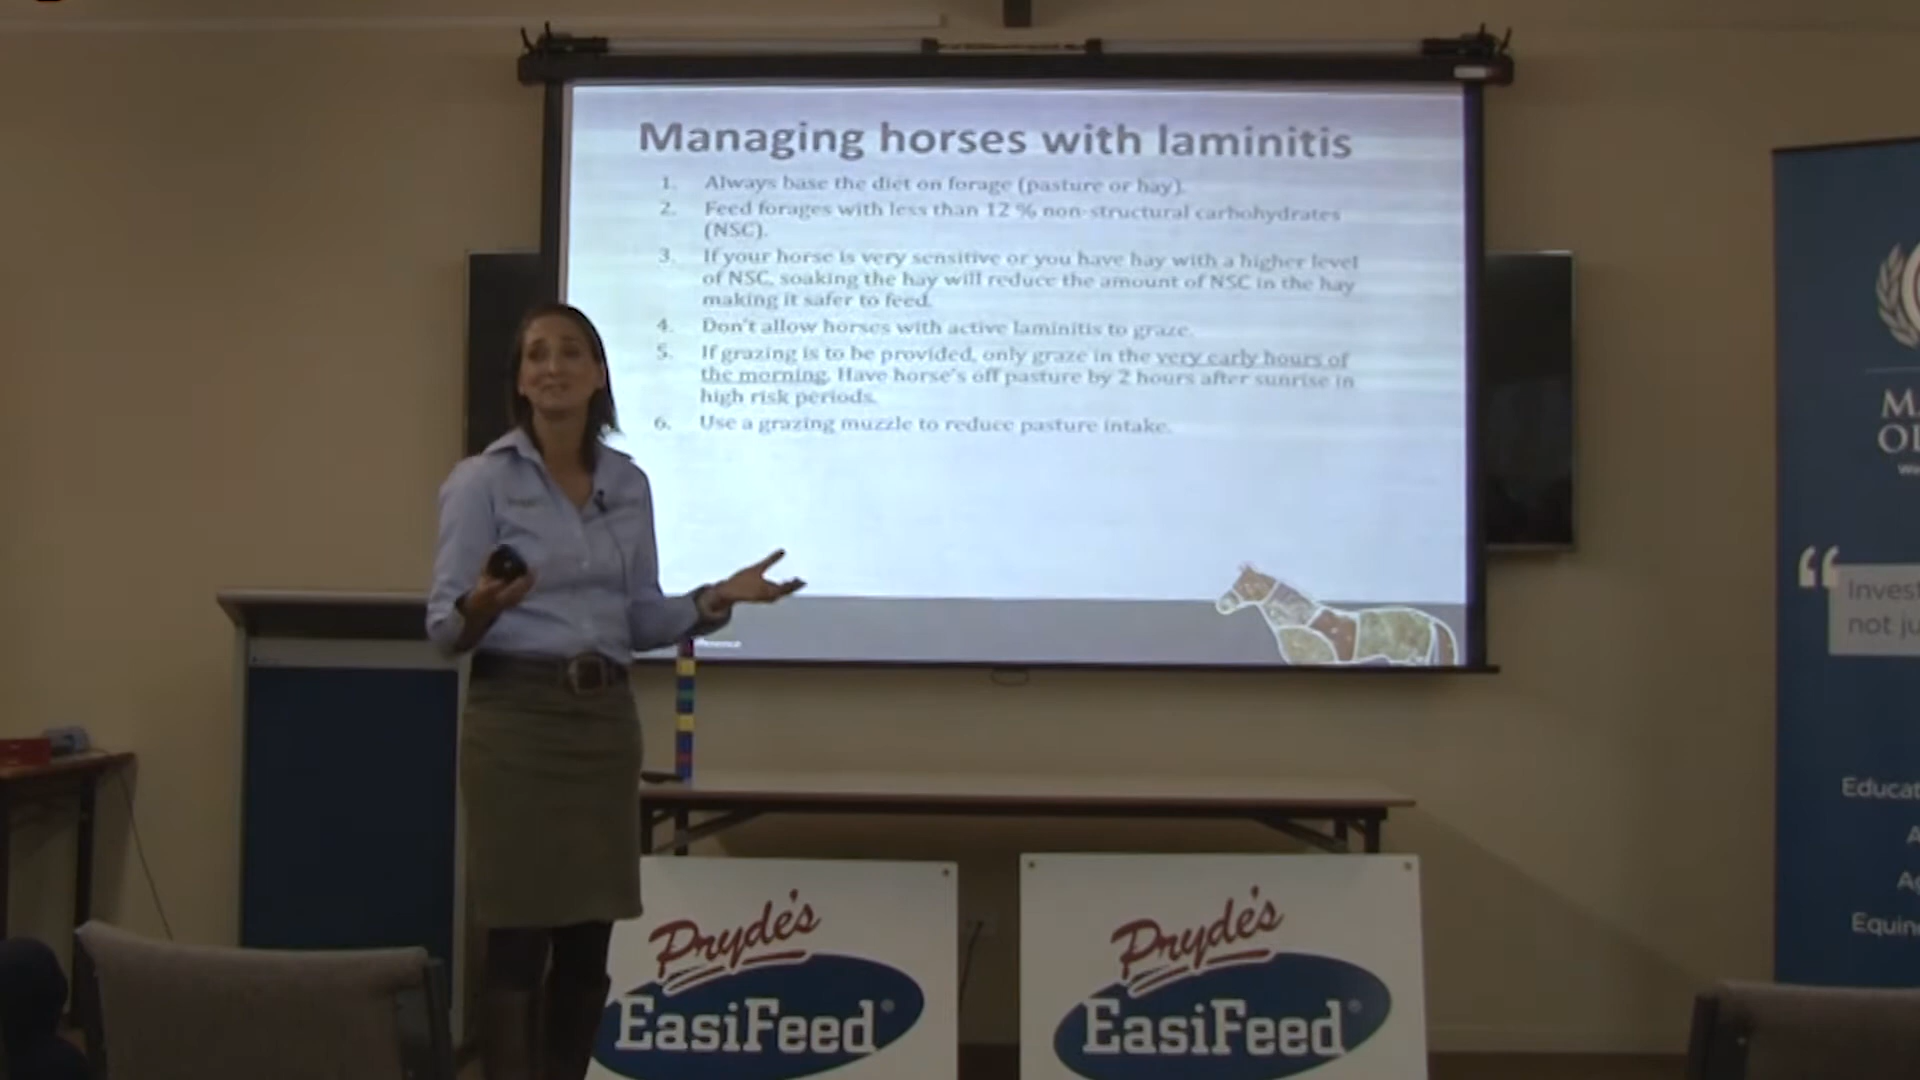 Managing horses with laminitis
1. Always base the diet on forage (pasture or hay).
2. Feed forages with less than 12 % non-structural carbohydrates
(NSC).
3. If your horse is very sensitive or you have hay with a higher level
of NSC, soaking the hay will reduce the amount of NSC in the hay
making it safer to feed.
4. Don't allow horses with active laminitis to graze.
5. If grazing is to be provided, only graze in the very early hours of
the morning. Have horse's off pasture by 2 hours after sunrise in
high risk periods.
6. Use a grazing muzzle to reduce pasture intake.
“
Invest
not ju
Educat
A
Equin
Pryde's
EasiFeed®
Pryde's
EasiFeed®